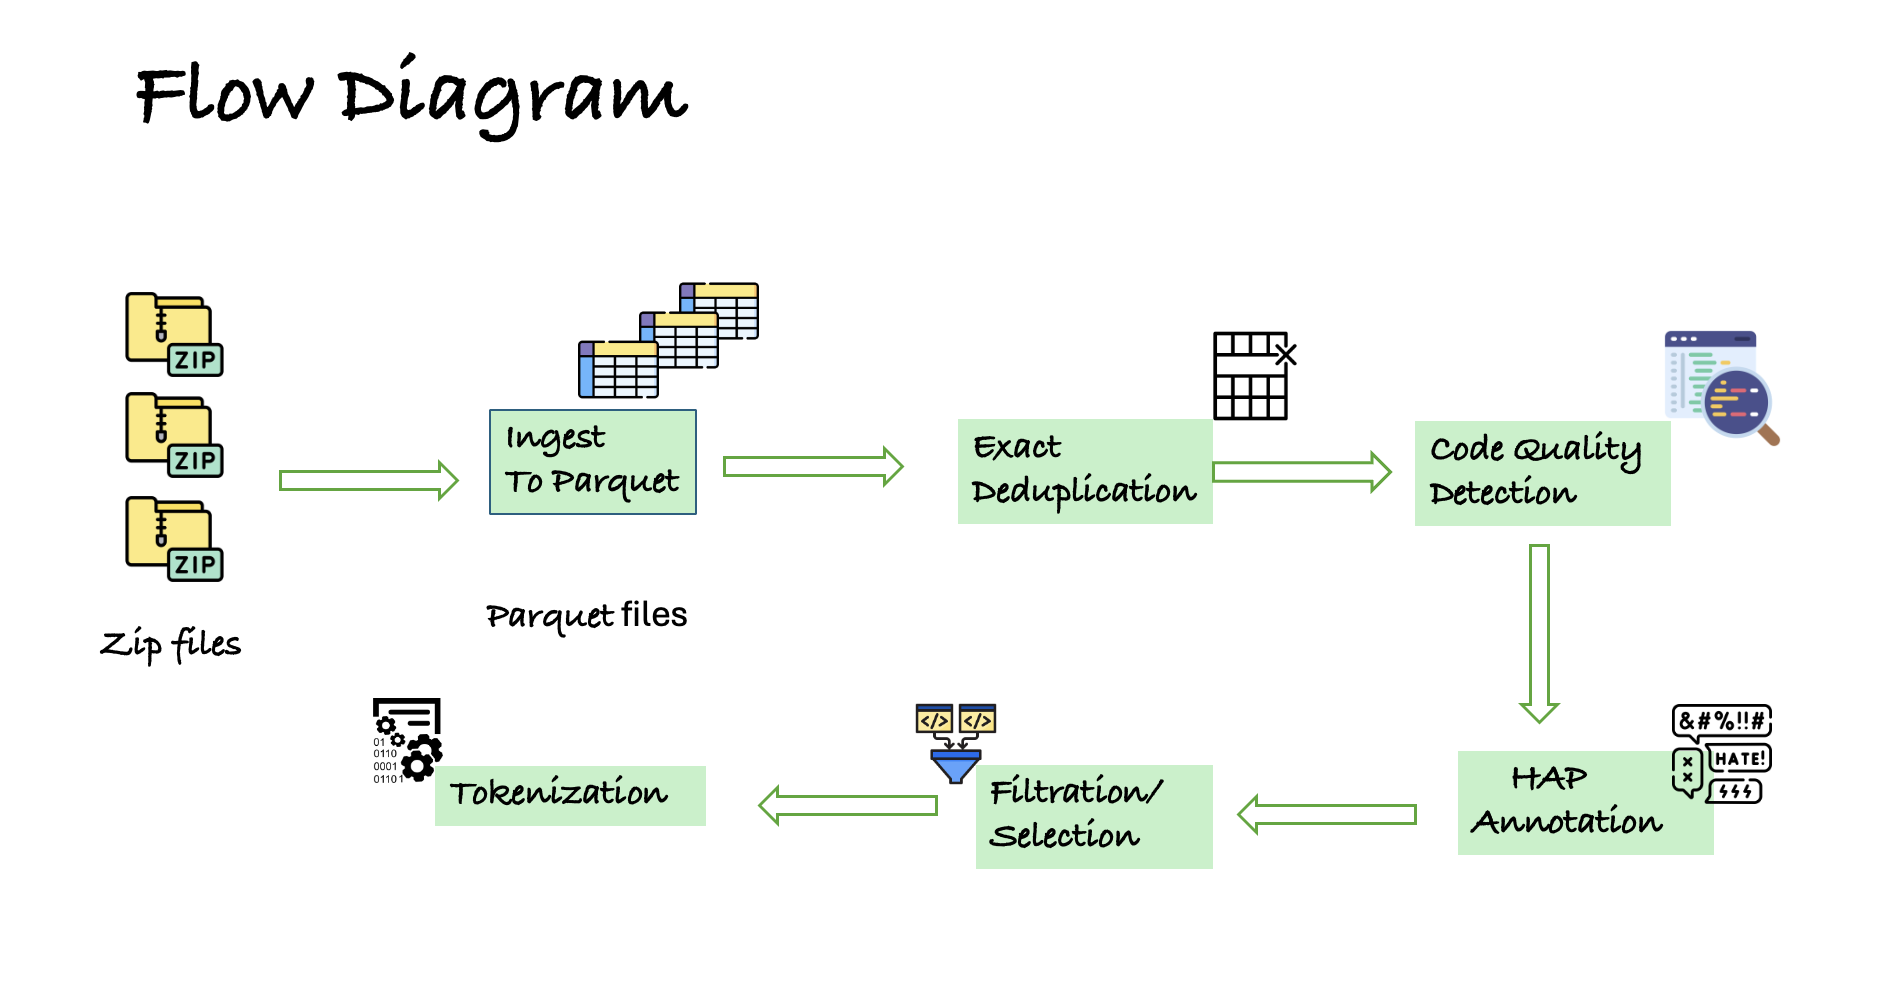 Flow Diagram
ZIP
ZIP
ZIP
Zip files
Ingest
To Parquet
Parquet files
Exact
Deduplication
Code Quality
Detection
&#%!!#
HATE!
HAP
Annotation
</> </>
Filtration/
Selection
01
0110
0001
01101
Tokenization